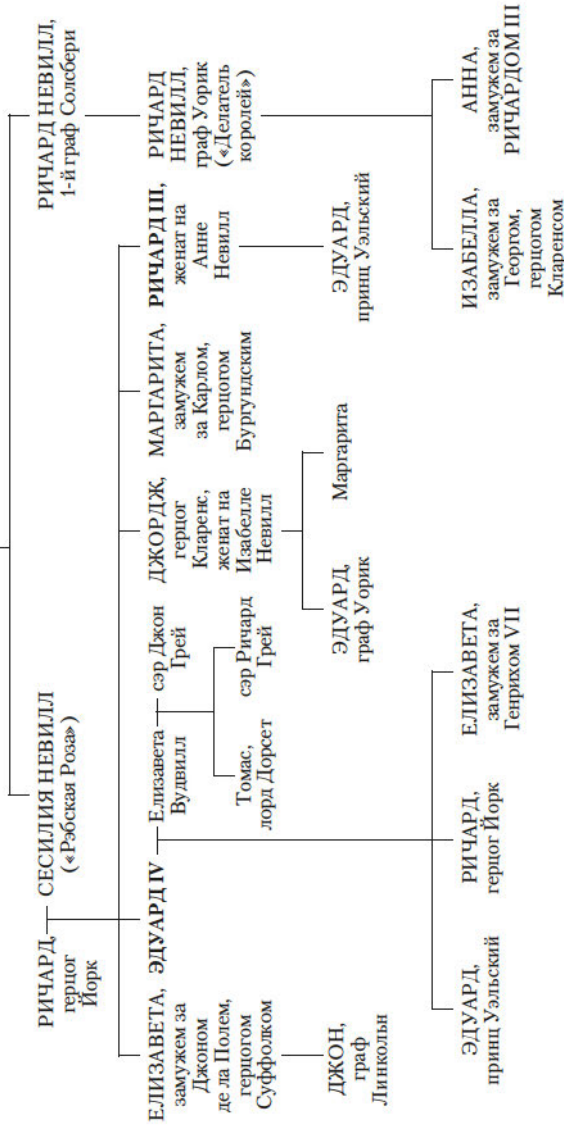 РИЧАРД,
герцог
Йорк
СЕСИЛИЯ НЕВИЛЛ
(«Рэбская Роза»)
РИЧАРД НЕВИЛЛ,
1-й граф Солсбери
ЕЛИЗАВЕТА,
замужем за
Джоном
де ла Полем,
герцогом
Суффолком
ЭДУАРД IV
Елизавета
Вудвилл
сэр Джон
Грей
ДЖОРДЖ,
герцог
Кларенс,
женат на
Изабелле
Невилл
МАРГАРИТА,
замужем
за Карлом,
герцогом
Бургундским
РИЧАРД III,
женат на
Анне
Невилл
РИЧАРД
НЕВИЛЛ,
граф Уорик
(«Делатель
королей»)
ДЖОН,
граф
Линкольн
Томас,
лорд Дорсет
сэр Ричард
Грей
ЭДУАРД,
граф Уорик
Маргарита
ЭДУАРД,
принц Уэльский
ЭДУАРД,
принц Уэльский
РИЧАРД,
герцог Йорк
ЕЛИЗАВЕТА,
замужем за
Генрихом VII
ИЗАБЕЛЛА,
замужем за
Георгом,
герцогом
Кларенсом
АННА,
замужем за
РИЧАРДОМ III